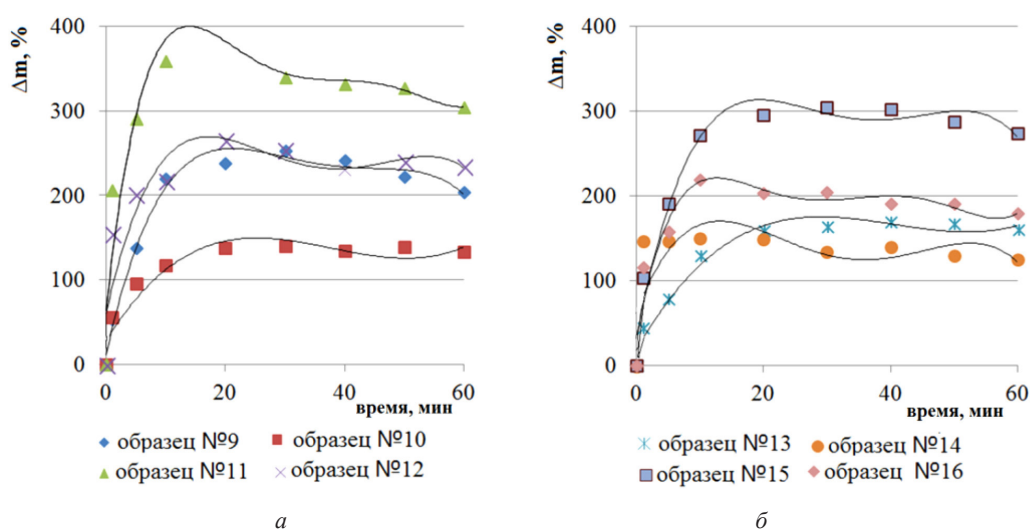 Δm, %
400
300
200
100
0
0 20 40 60
время, мин
образец №9 образец №10
образец №11 образец №12
а
Δm, %
400
300
200
100
0
0 20 40 60
время, мин
образец №13 образец №14
образец №15 образец №16
б